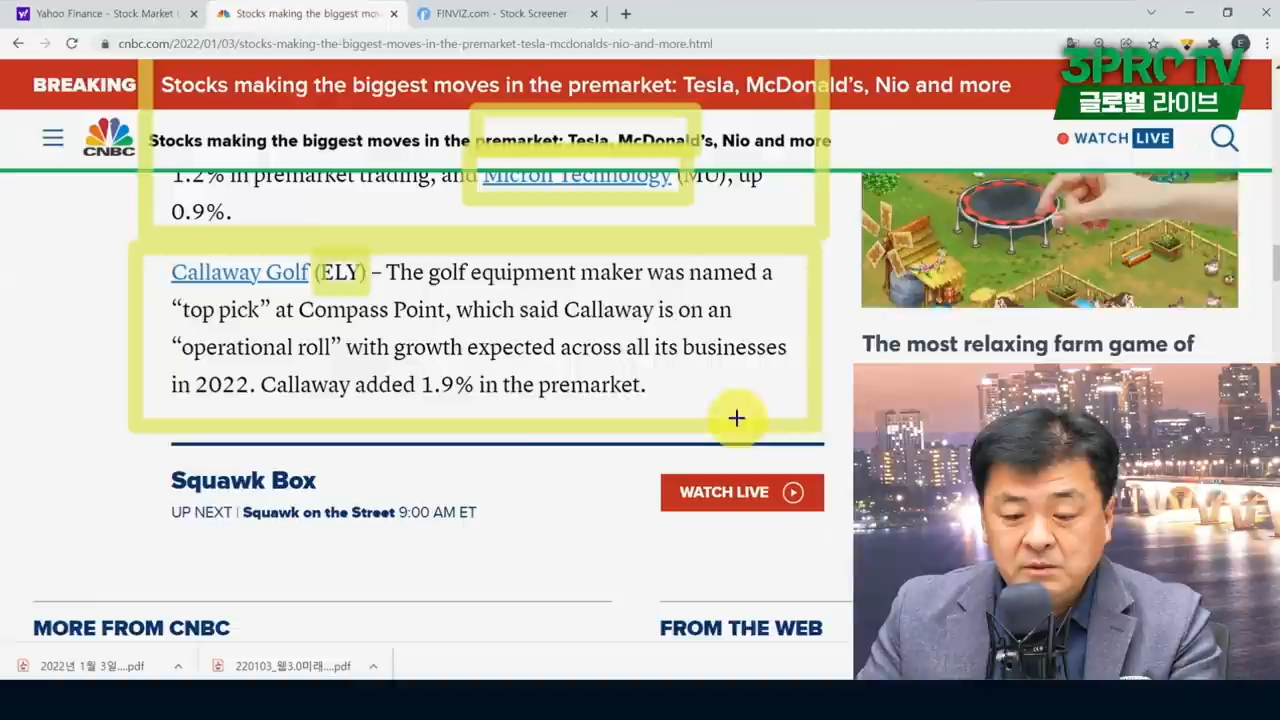 Yahoo Finance - Stock Market
Stocks making the biggest mov
FINVIZ.com - Stock Screener
cnbc.com/2022/01/03/stocks-making-the-biggest-moves-in-the-premarket-tesla-mcdonalds-nio-and-more.html
E
3PROTV
글로벌 라이브
BREAKING Stocks making the biggest moves in the premarket: Tesla, McDonald's, Nio and more
CNBC
Stocks making the biggest moves in the premarket: Tesla, McDonald's, Nio and more
WATCH LIVE
1.2% in premarket trading, and Micron Technology (MU), up
0.9%.
Callaway Golf (ELY) – The golf equipment maker was named a
“top pick” at Compass Point, which said Callaway is on an
“operational roll” with growth expected across all its businesses
in 2022. Callaway added 1.9% in the premarket.
The most relaxing farm game of
Squawk Box
UP NEXT | Squawk on the Street 9:00 AM ET
WATCH LIVE
MORE FROM CNBC
FROM THE WEB
2022년 1월 3일....pdf
220103_웹3.0미래....pdf